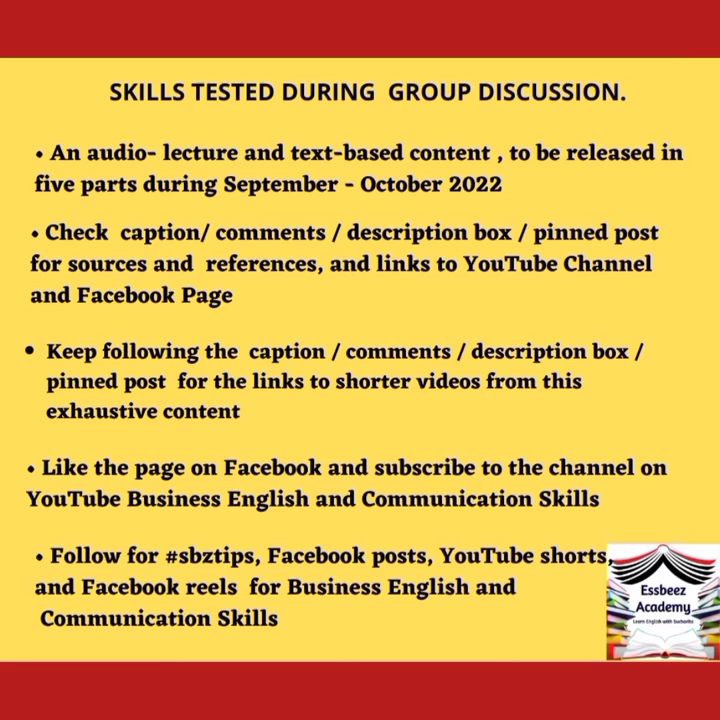 SKILLS TESTED DURING GROUP DISCUSSION.
• An audio- lecture and text-based content , to be released in
five parts during September - October 2022
• Check caption/ comments / description box / pinned post
for sources and references, and links to YouTube Channel
and Facebook Page
• Keep following the caption / comments / description box /
pinned post for the links to shorter videos from this
exhaustive content
• Like the page on Facebook and subscribe to the channel on
YouTube Business English and Communication Skills
• Follow for #sbztips, Facebook posts, YouTube shorts,
and Facebook reels for Business English and
Communication Skills
Essbeez
Academy
Learn English with